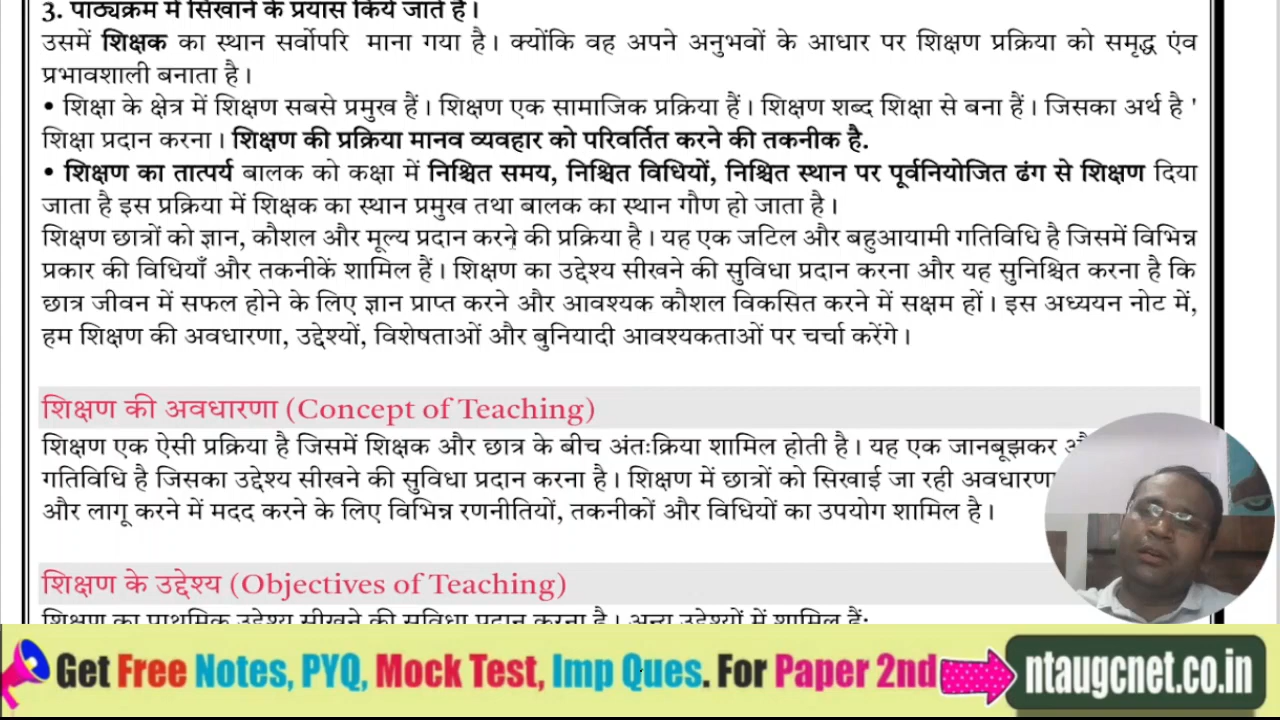 3. पाठ्यक्रम में सिखाने के प्रयास किये जाते है।
उसमें शिक्षक का स्थान सर्वोपरि माना गया है। क्योंकि वह अपने अनुभवों के आधार पर शिक्षण प्रक्रिया को समृद्ध एंव
प्रभावशाली बनाता है।
• शिक्षा के क्षेत्र में शिक्षण सबसे प्रमुख हैं। शिक्षण एक सामाजिक प्रक्रिया हैं। शिक्षण शब्द शिक्षा से बना हैं। जिसका अर्थ है '
शिक्षा प्रदान करना। शिक्षण की प्रक्रिया मानव व्यवहार को परिवर्तित करने की तकनीक है.
• शिक्षण का तात्पर्य बालक को कक्षा में निश्चित समय, निश्चित विधियों, निश्चित स्थान पर पूर्वनियोजित ढंग से शिक्षण दिया
जाता है इस प्रक्रिया में शिक्षक का स्थान प्रमुख तथा बालक का स्थान गौण हो जाता है।
शिक्षण छात्रों को ज्ञान, कौशल और मूल्य प्रदान करने की प्रक्रिया है। यह एक जटिल और बहुआयामी गतिविधि है जिसमें विभिन्न
प्रकार की विधियाँ और तकनीकें शामिल हैं। शिक्षण का उद्देश्य सीखने की सुविधा प्रदान करना और यह सुनिश्चित करना है कि
छात्र जीवन में सफल होने के लिए ज्ञान प्राप्त करने और आवश्यक कौशल विकसित करने में सक्षम हों। इस अध्ययन नोट में,
हम शिक्षण की अवधारणा, उद्देश्यों, विशेषताओं और बुनियादी आवश्यकताओं पर चर्चा करेंगे।
शिक्षण की अवधारणा (Concept of Teaching)
शिक्षण एक ऐसी प्रक्रिया है जिसमें शिक्षक और छात्र के बीच अंतःक्रिया शामिल होती है। यह एक जानबूझकर
गतिविधि है जिसका उद्देश्य सीखने की सुविधा प्रदान करना है। शिक्षण में छात्रों को सिखाई जा रही अवधारणा
और लागू करने में मदद करने के लिए विभिन्न रणनीतियों, तकनीकों और विधियों का उपयोग शामिल है।
शिक्षण के उद्देश्य (Objectives of Teaching)
शिक्षण का प्राथमिक उद्देश्य सीखने की सुविधा प्रदान करना है। अन्य उद्देश्यों में शामिल हैं:
Get Free Notes, PYQ, Mock Test, Imp Ques. For Paper 2nd ntaugcnet.co.in